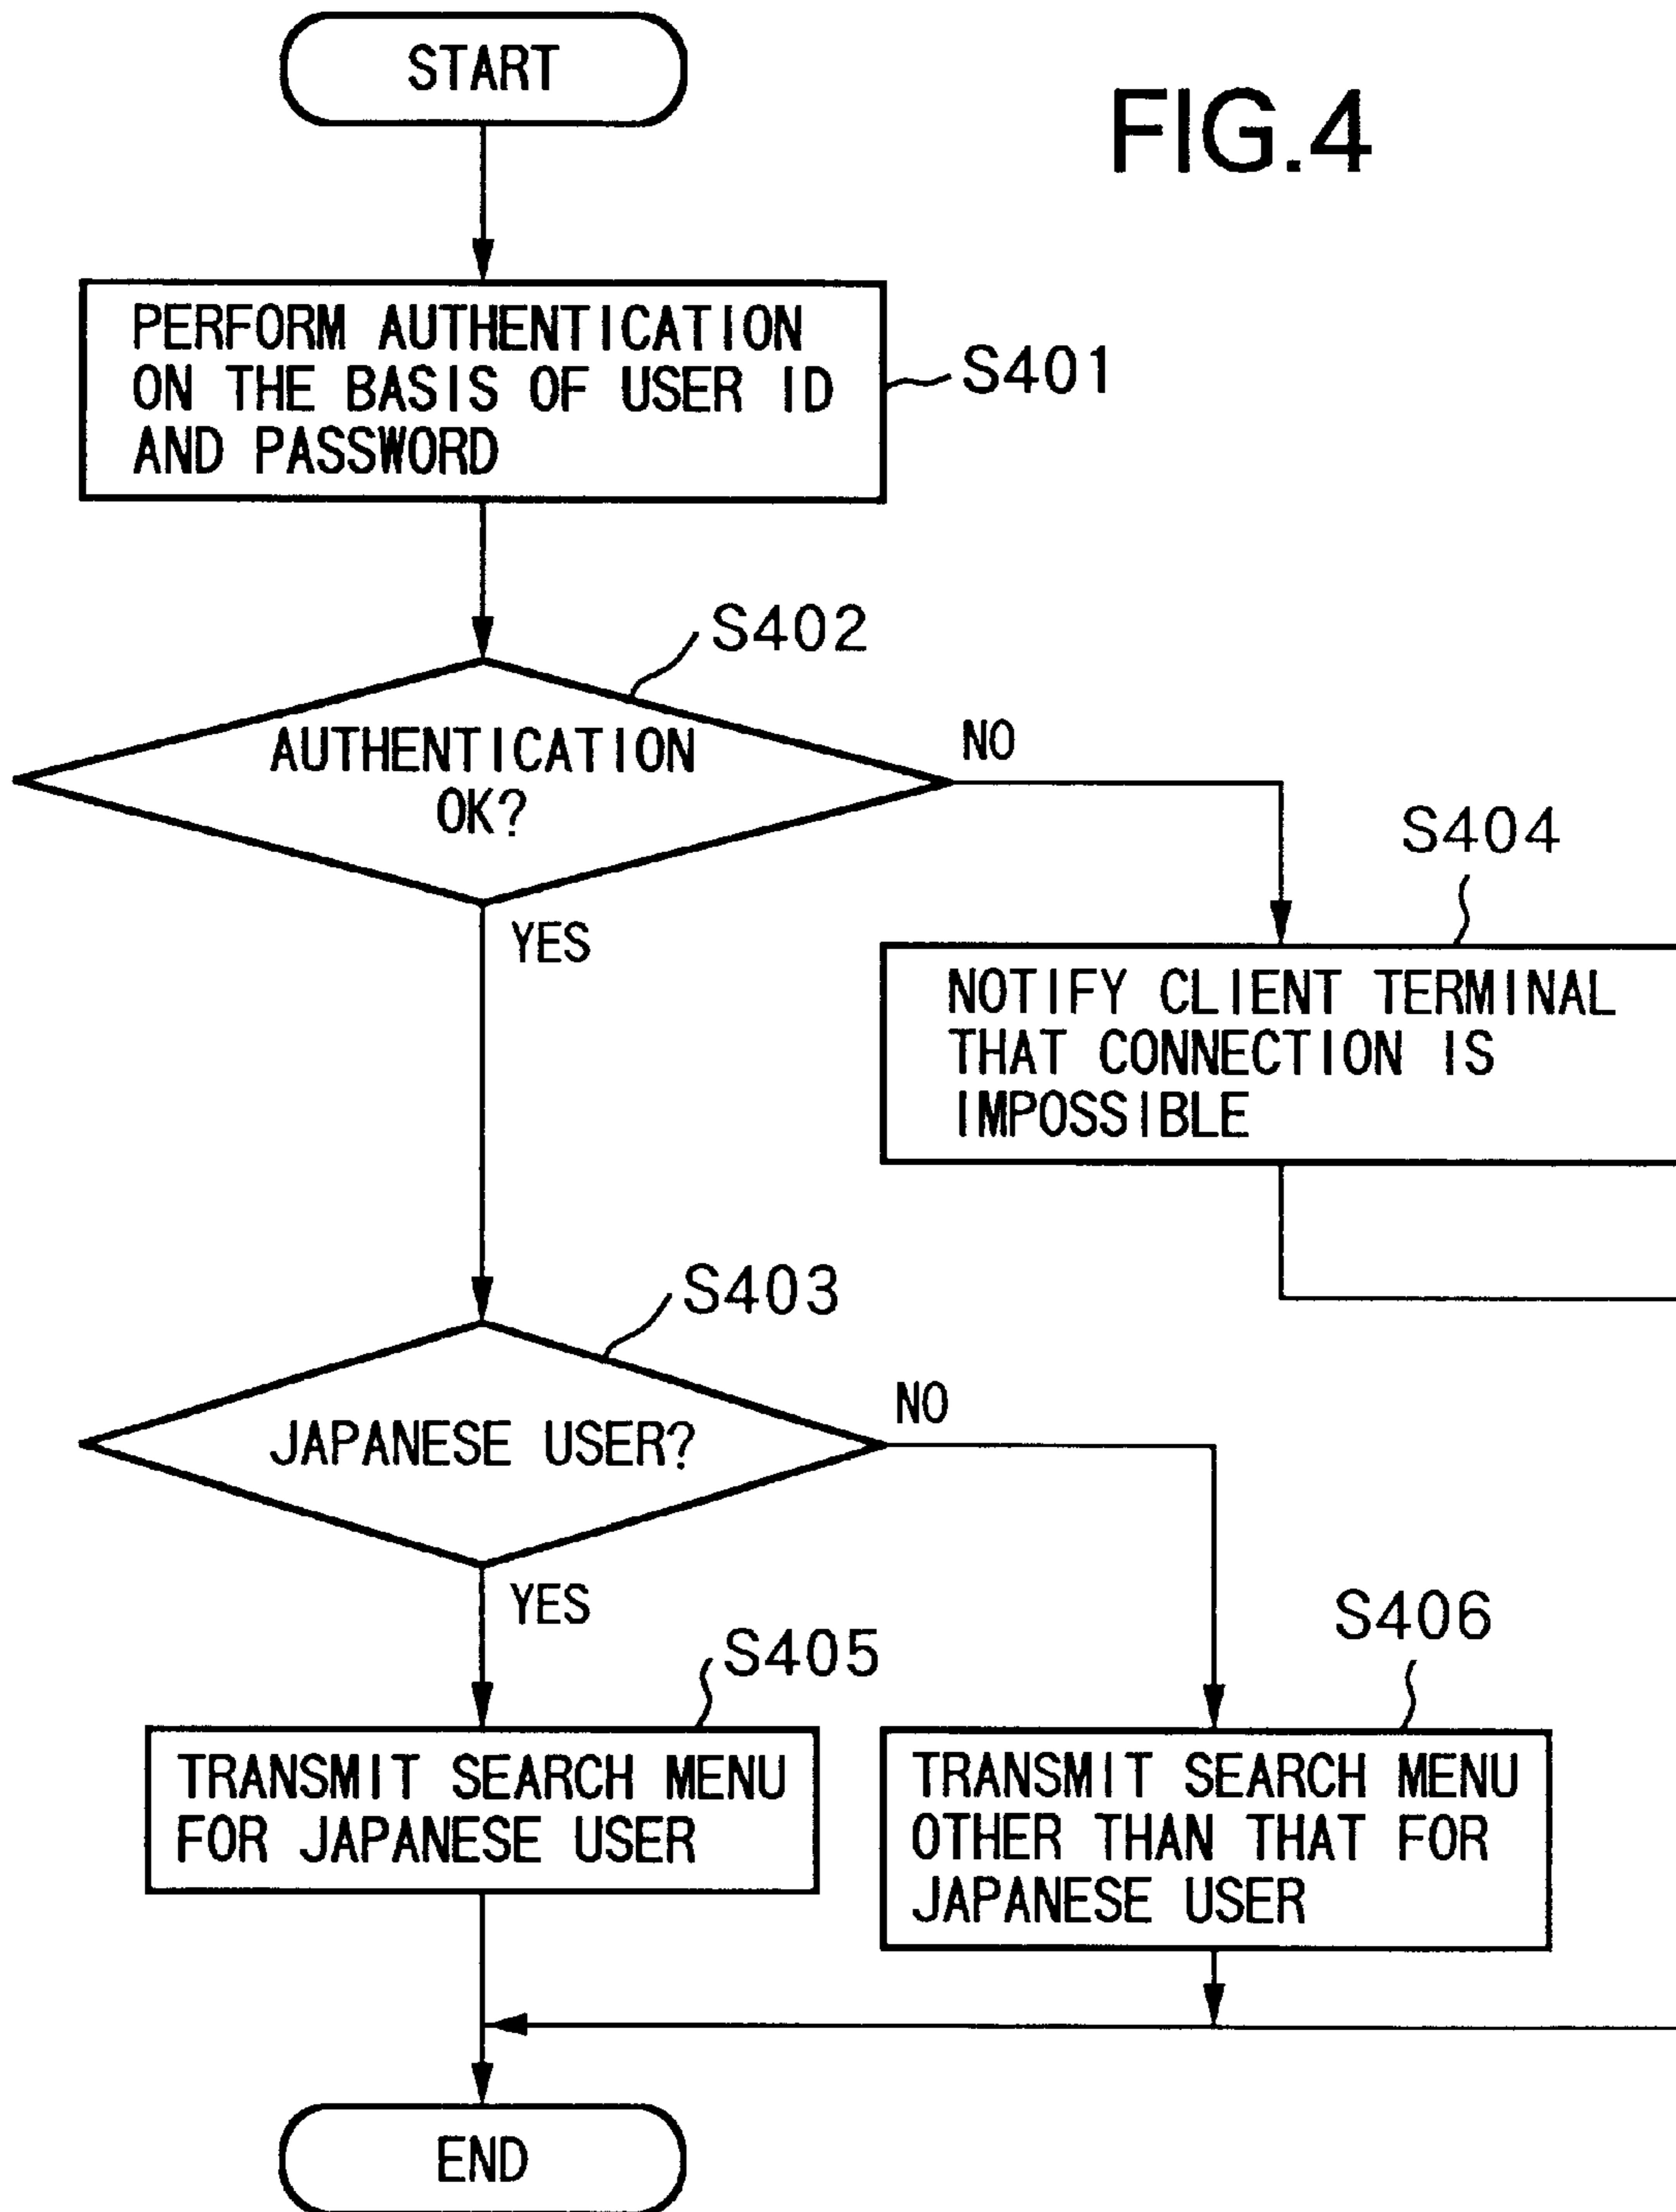 START
FIG.4
PERFORM AUTHENTICATION
ON THE BASIS OF USER ID
AND PASSWORD
S401
S402
AUTHENTICATION
OK?
NO
YES
S404
NOTIFY CLIENT TERMINAL
THAT CONNECTION IS
IMPOSSIBLE
S403
JAPANESE USER?
NO
YES
S405
TRANSMIT SEARCH MENU
FOR JAPANESE USER
S406
TRANSMIT SEARCH MENU
OTHER THAN THAT FOR
JAPANESE USER
END